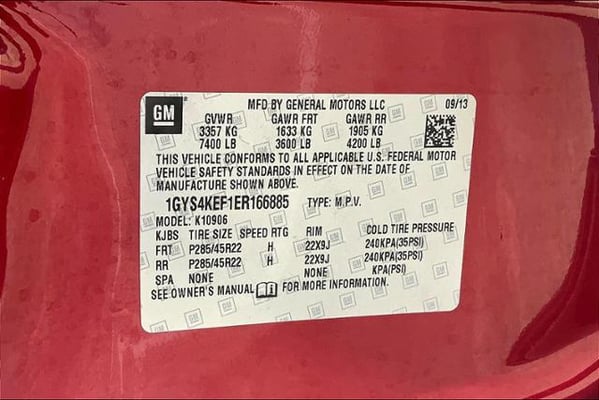 GM
MFD BY GENERAL MOTORS LLC 09/13
GVWR GAWR FRT GAWR RR
3357 KG 1633 KG 1905 KG
7400 LB 3600 LB 4200 LB
THIS VEHICLE CONFORMS TO ALL APPLICABLE U.S. FEDERAL MOTOR
VEHICLE SAFETY STANDARDS IN EFFECT ON THE DATE OF
MANUFACTURE SHOWN ABOVE.
1GYS4KEF1ER166885 TYPE: M.P.V.
MODEL: K10906
KJBS TIRE SIZE SPEED RTG RIM COLD TIRE PRESSURE
FRT P285/45R22 H 22X9J 240KPA(35PSI)
RR P285/45R22 H 22X9J 240KPA(35PSI)
SPA NONE NONE KPA(PSI)
SEE OWNER'S MANUAL FOR MORE INFORMATION.